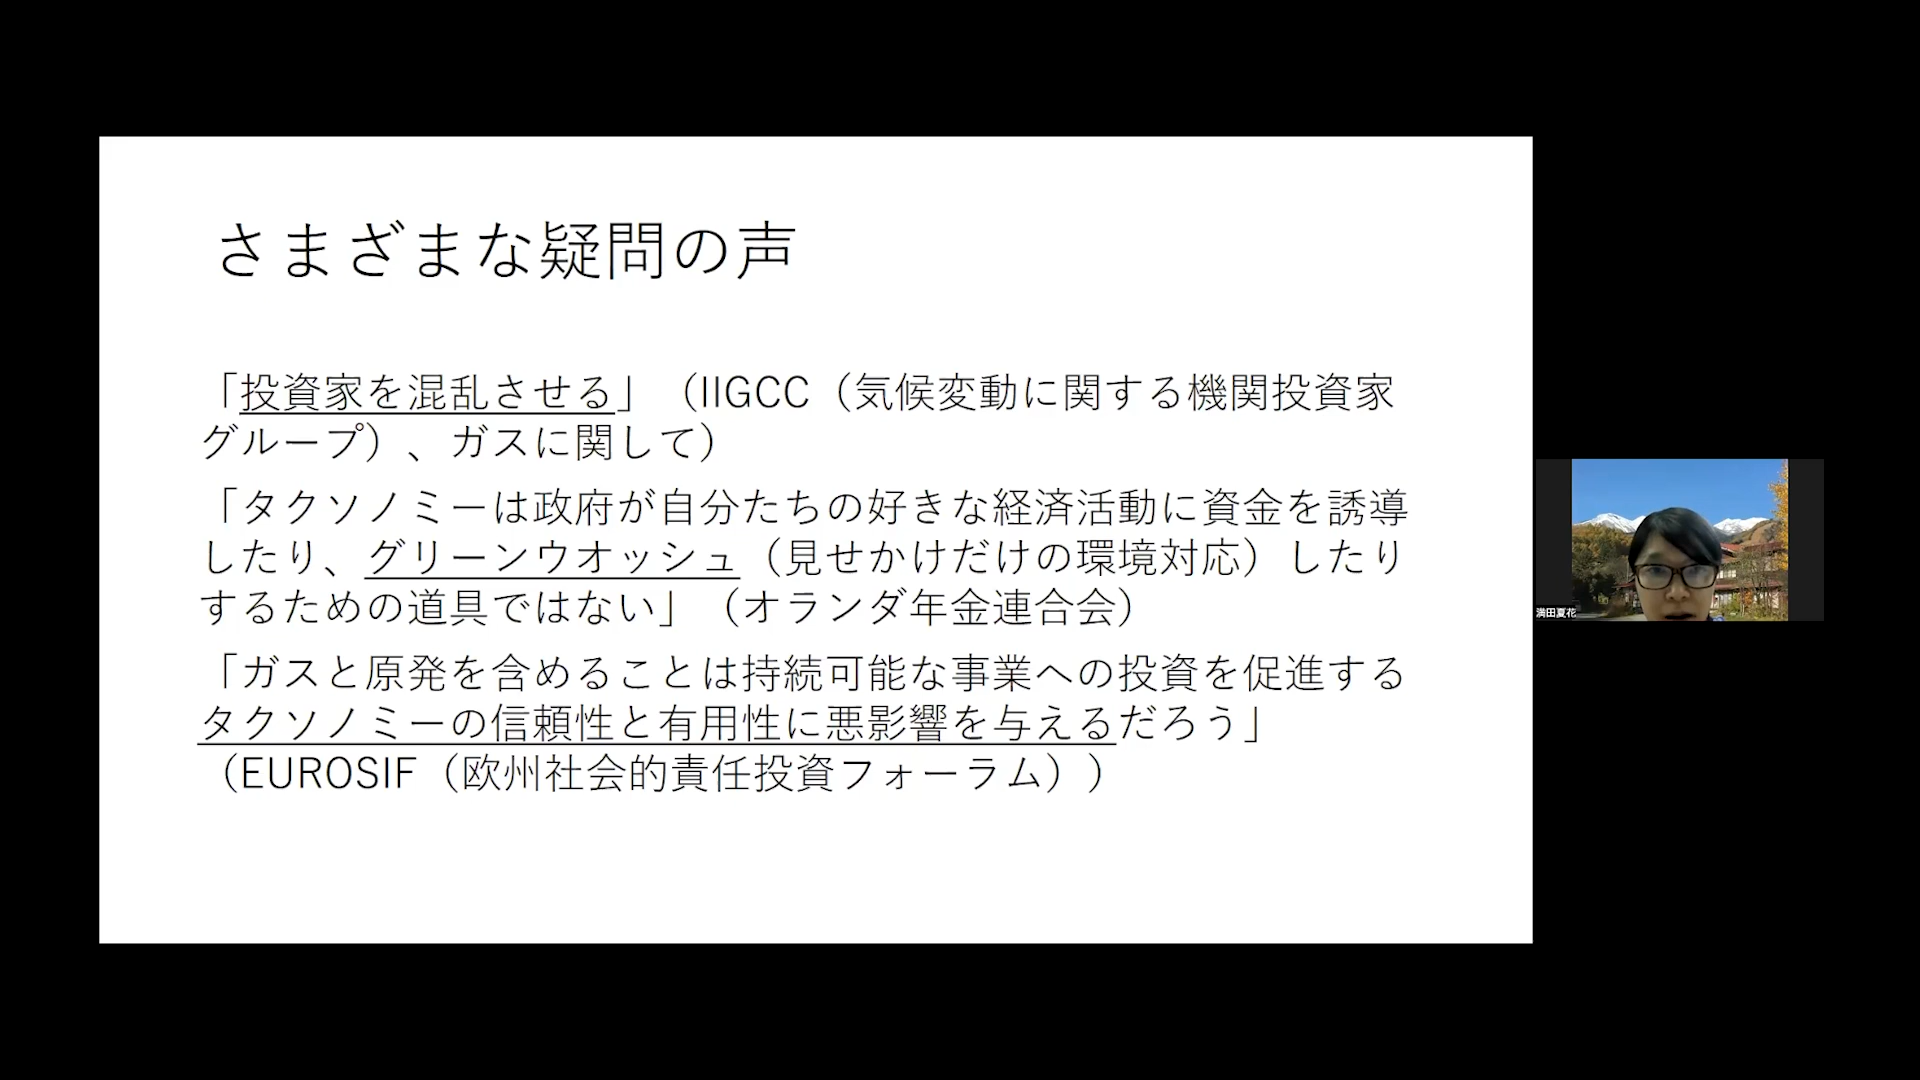 さまざまな疑問の声
「投資家を混乱させる」（IIGCC（気候変動に関する機関投資家
グループ）、ガスに関して）
「タクソノミーは政府が自分たちの好きな経済活動に資金を誘導
したり、グリーンウオッシュ（見せかけだけの環境対応）したり
するための道具ではない」（オランダ年金連合会）
「ガスと原発を含めることは持続可能な事業への投資を促進する
タクソノミーの信頼性と有用性に悪影響を与えるだろう」
（EUROSIF（欧州社会的責任投資フォーラム））
満田夏花